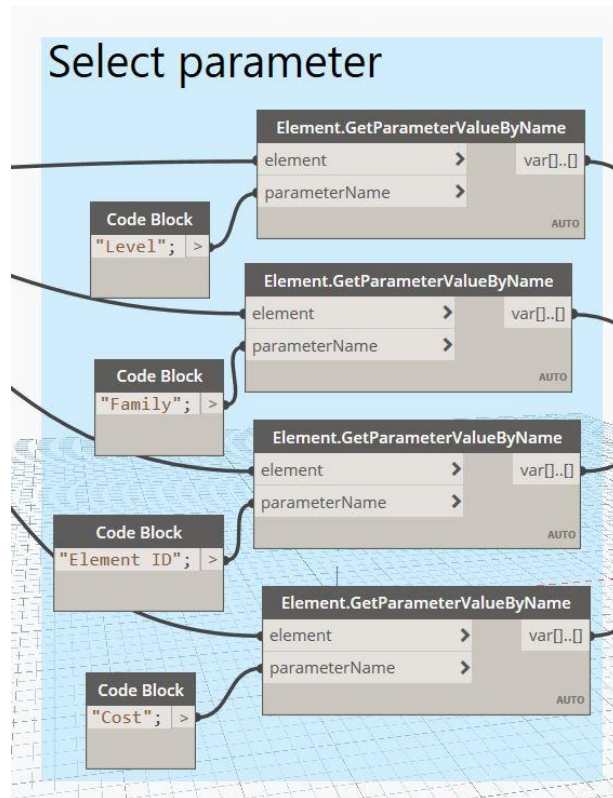 Select parameter
Element.GetParameterValueByName
element > var[]..[]
parameterName >
AUTO
Code Block
"Level"; >
Element.GetParameterValueByName
element > var[]..[]
parameterName >
AUTO
Code Block
"Family"; >
Element.GetParameterValueByName
element > var[]..[]
parameterName >
AUTO
Code Block
"Element ID"; >
Element.GetParameterValueByName
element > var[]..[]
parameterName >
AUTO
Code Block
"Cost"; >